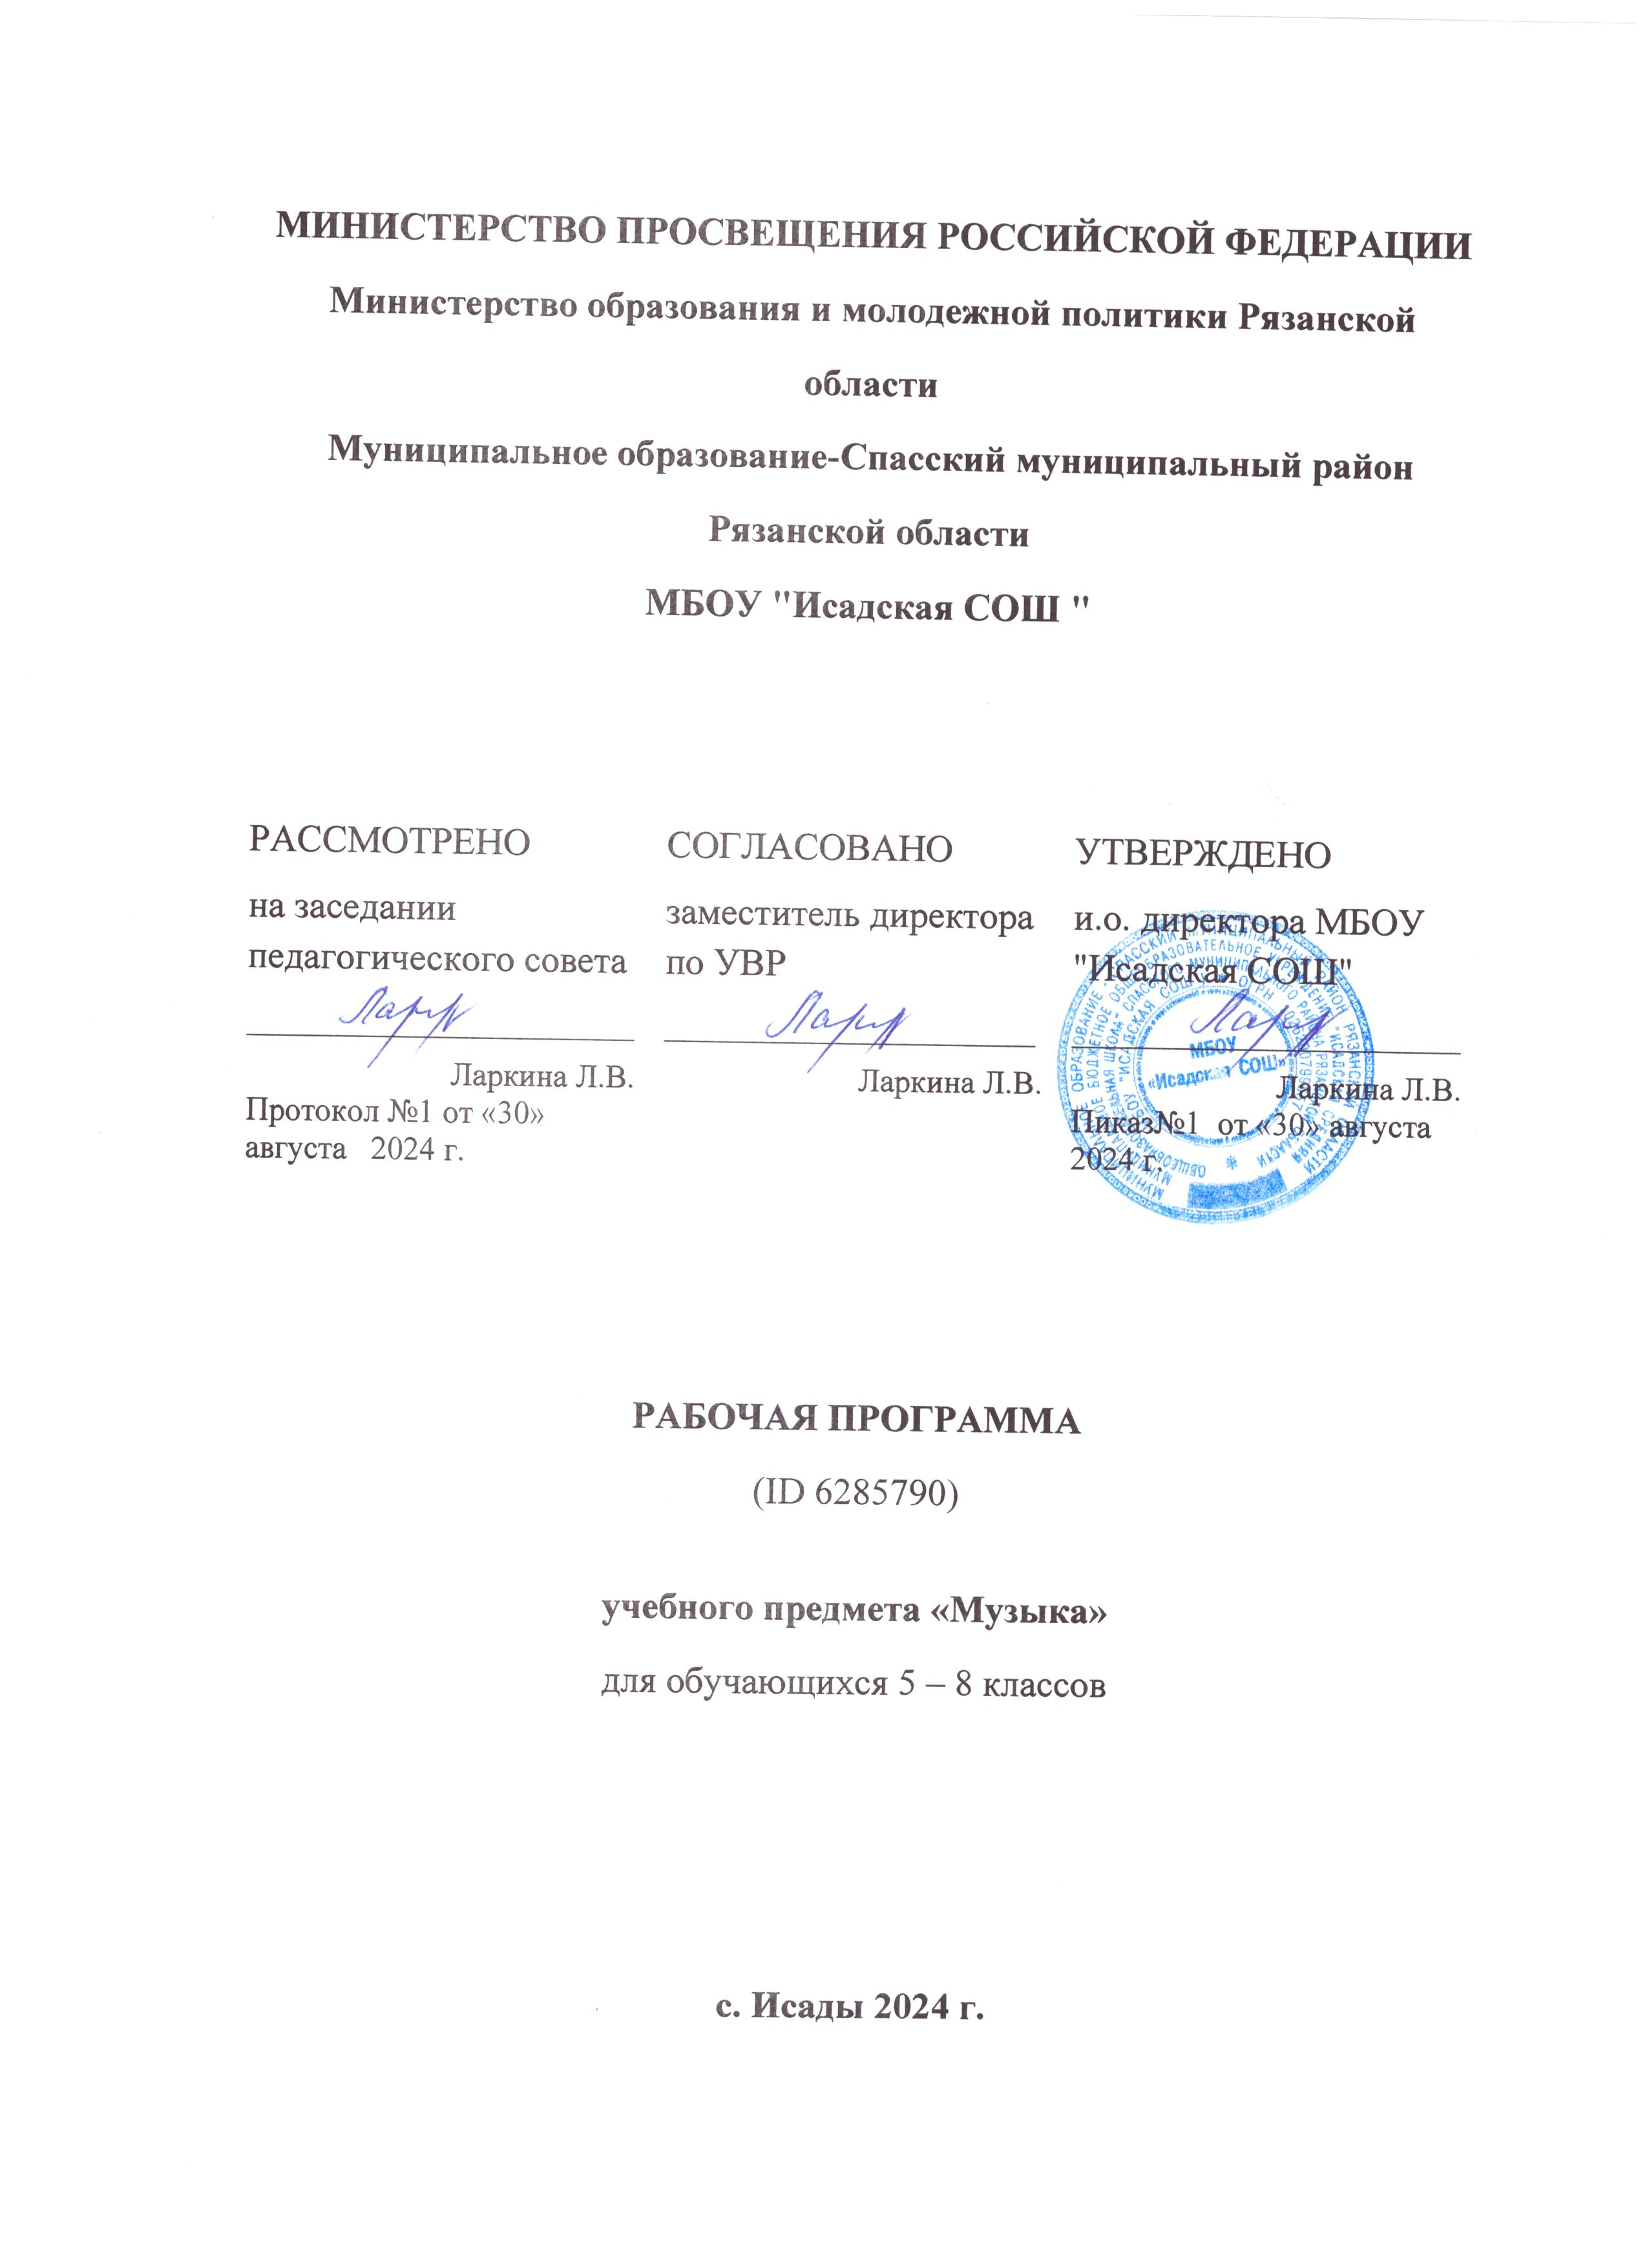 МИНИСТЕРСТВО ПРОСВЕЩЕНИЯ РОССИЙСКОЙ ФЕДЕРАЦИИ
Министерство образования и молодежной политики Рязанской
области
Муниципальное образование-Спасский муниципальный район
Рязанской области
МБОУ "Исадская СОШ "
РАССМОТРЕНО
на заседании
педагогического совета
Ларкина Л.В.
Протокол №1 от «30»
августа 2024 г.
СОГЛАСОВАНО
заместитель директора
по УВР
Ларкина Л.В.
УТВЕРЖДЕНО
и.о. директора МБОУ
"Исадская СОШ"
Ларкина Л.В.
Пиказ№1 от «30» августа
2024 г.
МБОУ
«Исадская СОШ»
РАБОЧАЯ ПРОГРАММА
(ID 6285790)
учебного предмета «Музыка»
для обучающихся 5 – 8 классов
с. Исады 2024 г.